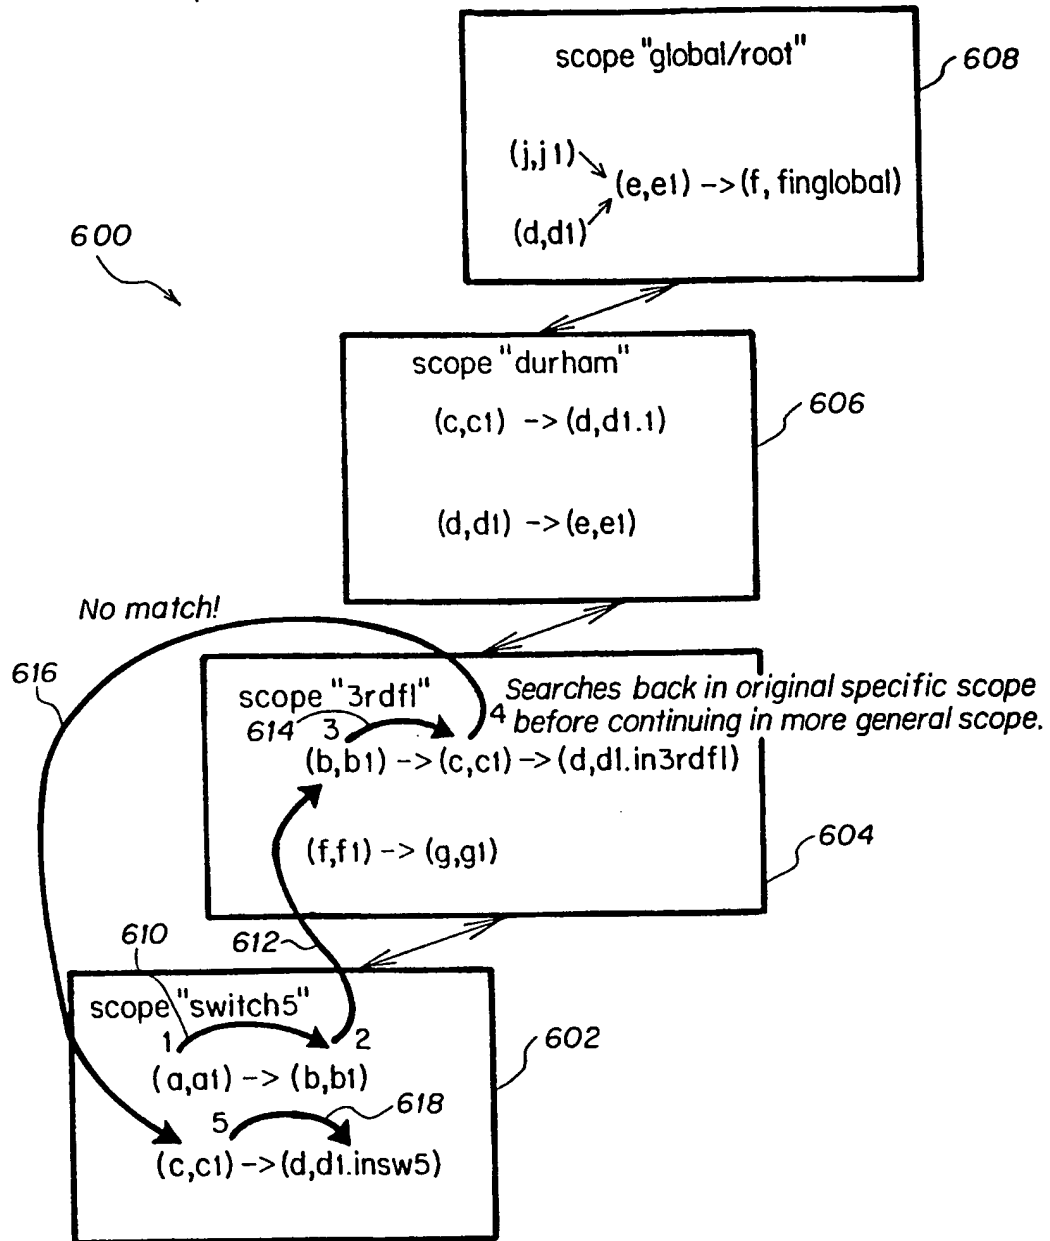 scope "global/root"
608
(j,j1)
(e,e1) -> (f, finglobal)
(d,d1)
600
scope "durham"
606
(c,c1) -> (d,d1.1)
(d,d1) -> (e,e1)
No match!
616
scope "3rdfl"
Searches back in original specific scope
614
3
4
before continuing in more general scope.
(b,b1) -> (c,c1) -> (d,d1.in3rdfl)
604
(f,f1) -> (g,g1)
610
612
scope "switch5"
1
2
602
(a,a1) -> (b,b1)
5
618
(c,c1) -> (d,d1.insw5)